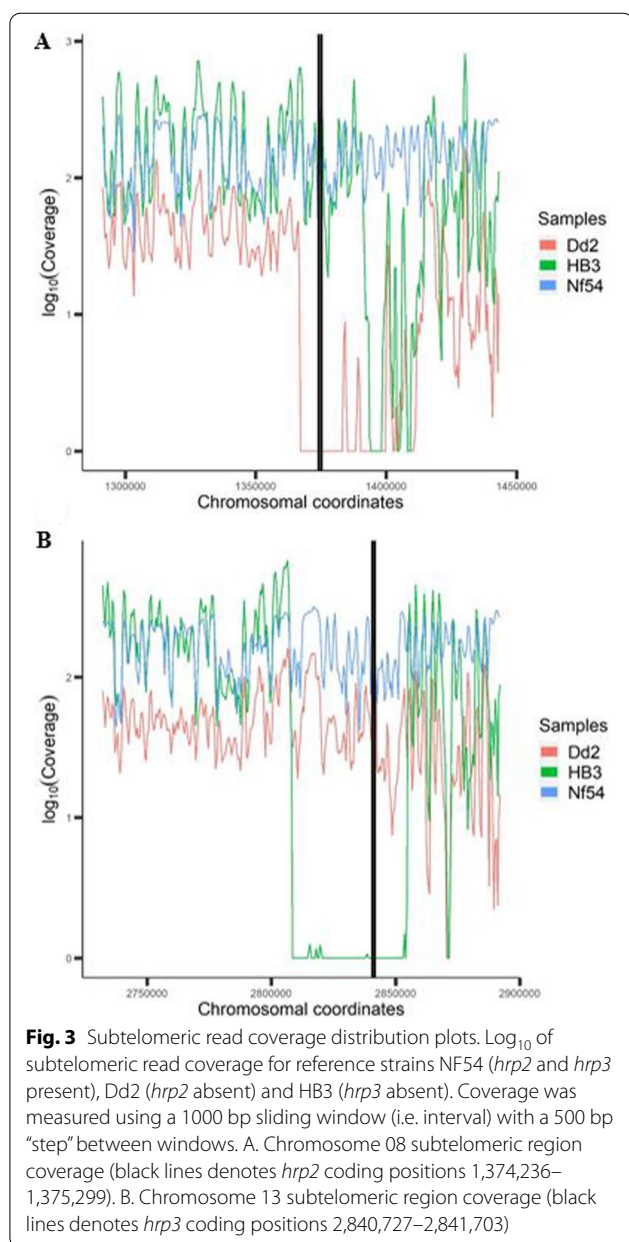 A
3
2
1
0
log10(Coverage)
1300000
1350000
1400000
1450000
Chromosomal coordinates
Samples
Dd2
HB3
Nf54
B
2
1
0
log10(Coverage)
2750000
2800000
2850000
2900000
Chromosomal coordinates
Samples
Dd2
HB3
Nf54
Fig. 3 Subtelomeric read coverage distribution plots. Log10 of
subtelomeric read coverage for reference strains NF54 (hrp2 and hrp3
present), Dd2 (hrp2 absent) and HB3 (hrp3 absent). Coverage was
measured using a 1000 bp sliding window (i.e. interval) with a 500 bp
“step” between windows. A. Chromosome 08 subtelomeric region
coverage (black lines denotes hrp2 coding positions 1,374,236–
1,375,299). B. Chromosome 13 subtelomeric region coverage (black
lines denotes hrp3 coding positions 2,840,727–2,841,703)